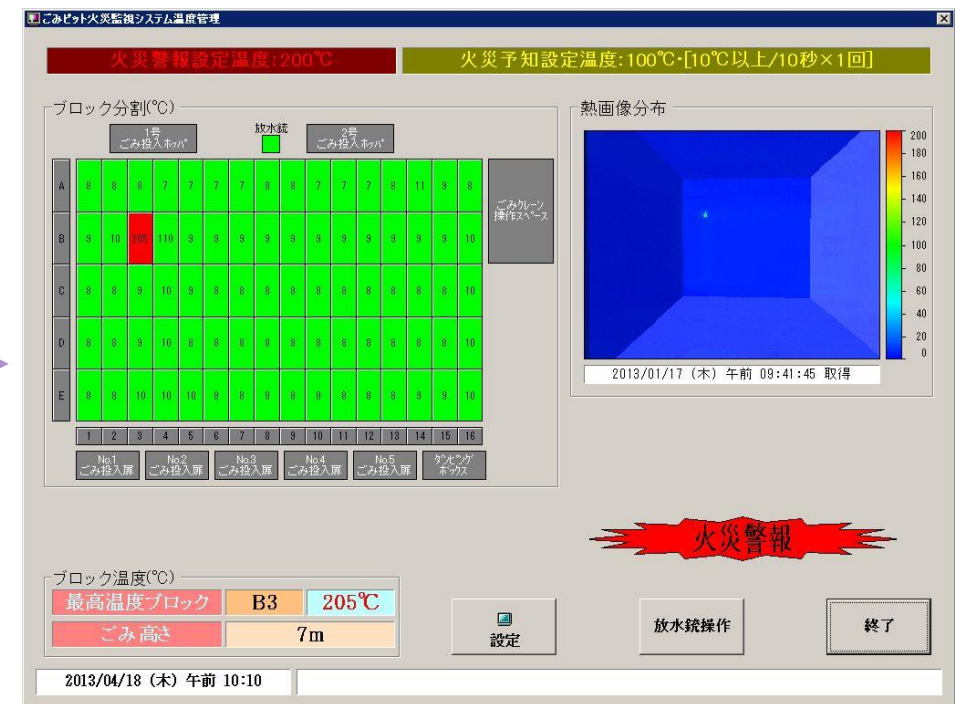 ごみピット火災監視システム温度管理
火災警報設定温度:200℃
火災予知設定温度:100℃・[10℃以上/10秒×1回]
ブロック分割(℃)
1号
ごみ投入ホッパ
放水銃
2号
ごみ投入ホッパ
A 8 8 8 7 7 7 7 8 8 7 7 7 8 11 9 8
B 9 10 205 110 9 9 9 9 9 9 9 9 9 9 9 10
C 8 8 9 10 9 8 8 8 8 8 8 8 8 8 8 10
D 8 8 9 10 8 8 8 8 8 8 8 8 8 8 8 10
E 8 8 10 10 10 8 8 8 8 8 8 8 8 9 9 10
1 2 3 4 5 6 7 8 9 10 11 12 13 14 15 16
No.1
ごみ投入扉
No.2
ごみ投入扉
No.3
ごみ投入扉
No.4
ごみ投入扉
No.5
ごみ投入扉
ダンピング
ボックス
ごみクレーン
操作スペース
熱画像分布
200
180
160
140
120
100
80
60
40
20
0
2013/01/17 (木) 午前 09:41:45 取得
火災警報
ブロック温度(℃)
最高温度ブロック B3 205℃
ごみ高さ 7m
設定
放水銃操作
終了
2013/04/18 (木) 午前 10:10